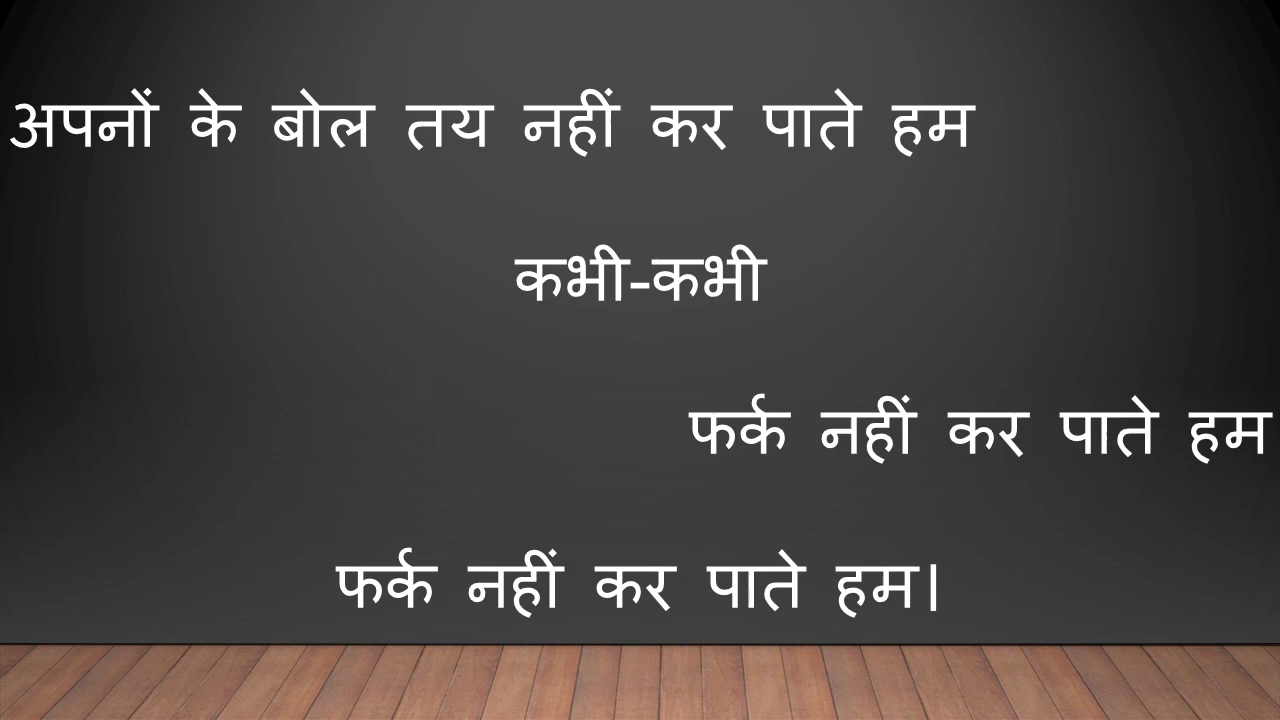 अपनों के बोल तय नहीं कर पाते हम
कभी-कभी
फर्क नहीं कर पाते हम
फर्क नहीं कर पाते हम।